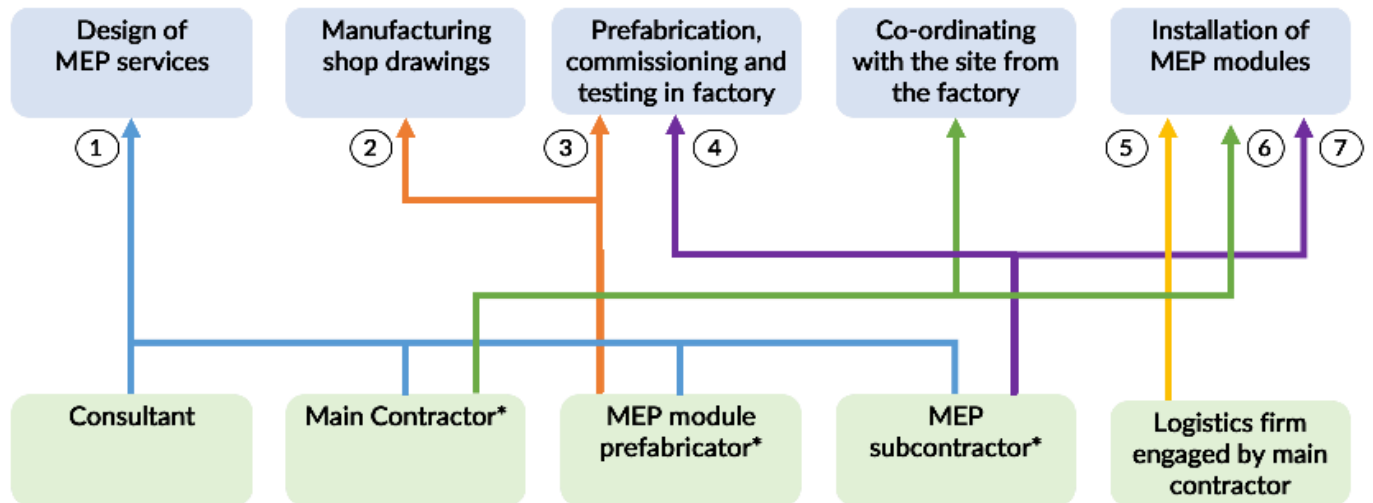 Design of
MEP services
Manufacturing
shop drawings
Prefabrication,
commissioning and
testing in factory
Co-ordinating
with the site from
the factory
Installation of
MEP modules
1
2
3
4
5
6
7
Consultant
Main Contractor*
MEP module
prefabricator*
MEP
subcontractor*
Logistics firm
engaged by main
contractor